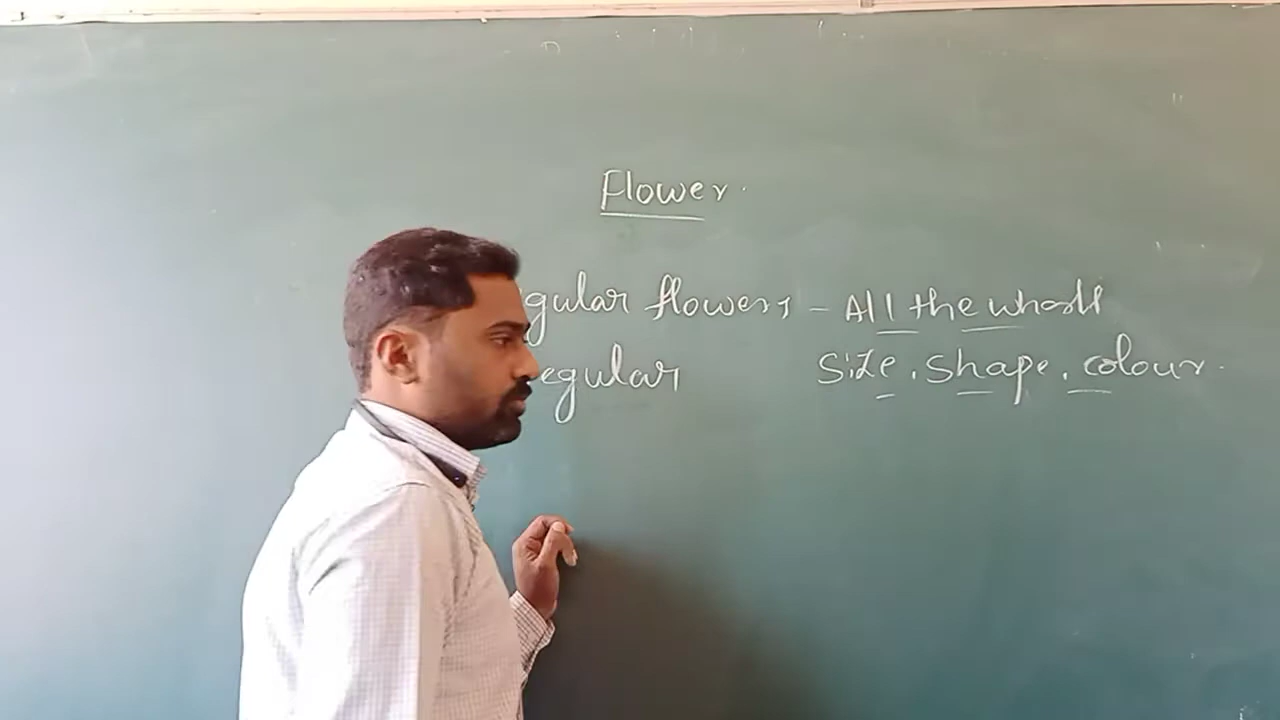 Flower.
gular flowers - All the whorl
egular
Size, Shape, colour.